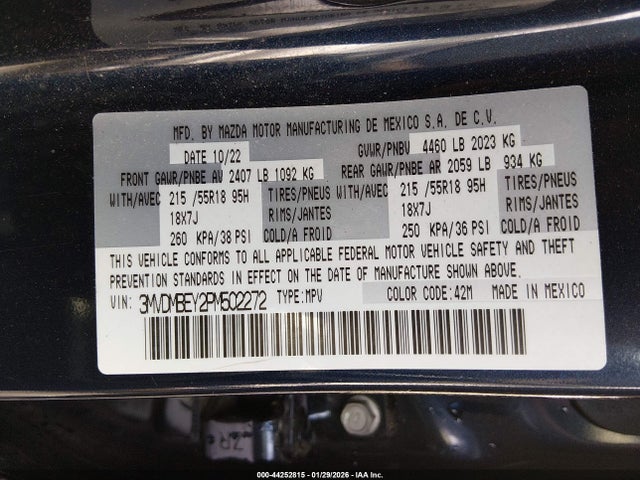 MFD. BY MAZDA MOTOR MANUFACTURING DE MEXICO S.A. DE C.V.
DATE 10/22 GVWR/PNBV 4460 LB 2023 KG
FRONT GAWR/PNBE AV 2407 LB 1092 KG REAR GAWR/PNBE AR 2059 LB 934 KG
WITH/AVEC 215 /55R18 95H TIRES/PNEUS WITH/AVEC 215 /55R18 95H TIRES/PNEUS
18X7J RIMS/JANTES 18X7J RIMS/JANTES
260 KPA/38 PSI COLD/A FROID 250 KPA/36 PSI COLD/A FROID
THIS VEHICLE CONFORMS TO ALL APPLICABLE FEDERAL MOTOR VEHICLE SAFETY AND THEFT
PREVENTION STANDARDS IN EFFECT ON THE DATE OF MANUFACTURE SHOWN ABOVE.
VIN: 3MVDMBEY2PM502272 TYPE:MPV COLOR CODE:42M MADE IN MEXICO
000-44252815 - 01/29/2026 - IAA Inc.